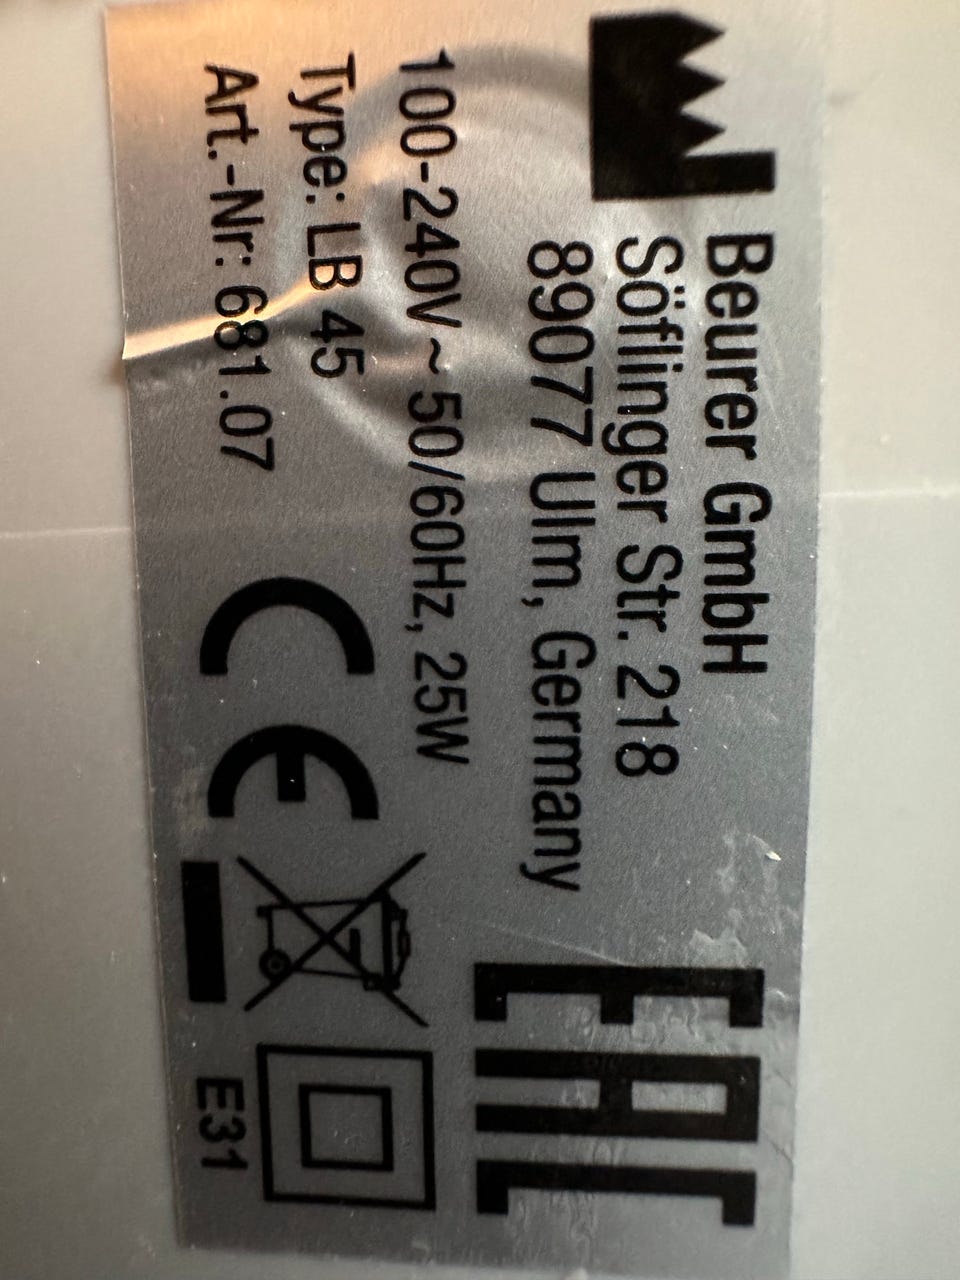 Beurer GmbH
Söflinger Str. 218
89077 Ulm, Germany
100-240V ~ 50/60Hz, 25W
Type: LB 45
Art.-Nr: 681.07
CE
EAC
E31